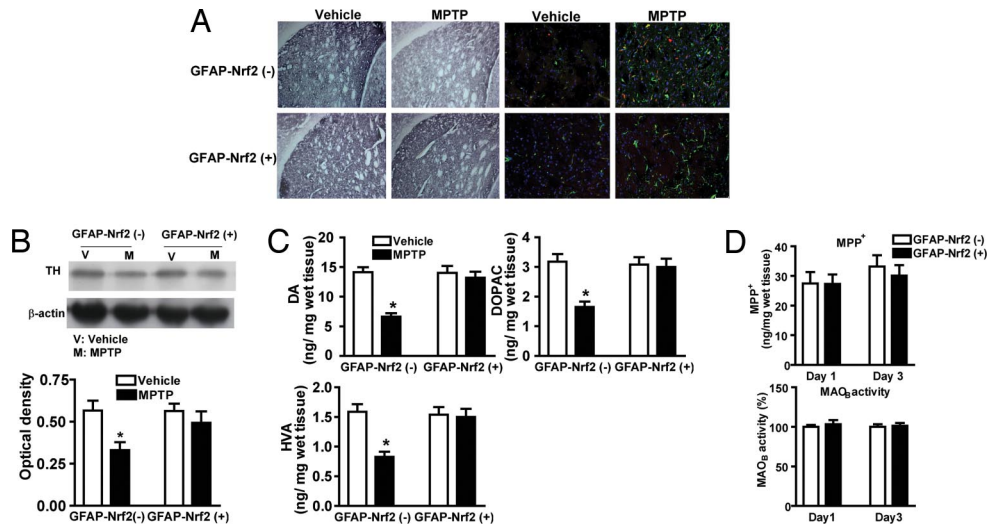 A
Vehicle MPTP Vehicle MPTP
GFAP-Nrf2 (-)
GFAP-Nrf2 (+)
B
GFAP-Nrf2 (-) GFAP-Nrf2 (+)
V M V M
TH
β-actin
V: Vehicle
M: MPTP
Optical density
0.75
0.50
0.25
0.00
Vehicle
MPTP
*
GFAP-Nrf2(-) GFAP-Nrf2 (+)
C
DA
(ng/ mg wet tissue)
20
15
10
5
0
Vehicle
MPTP
*
GFAP-Nrf2 (-) GFAP-Nrf2 (+)
DOPAC
(ng/ mg wet tissue)
5
4
3
2
1
0
*
GFAP-Nrf2 (-) GFAP-Nrf2 (+)
HVA
(ng/ mg wet tissue)
2.0
1.5
1.0
0.5
0.0
*
GFAP-Nrf2 (-) GFAP-Nrf2 (+)
D
GFAP-Nrf2 (-)
GFAP-Nrf2 (+)
MPP+
MPP+
(ng/mg wet tissue)
40
30
20
10
0
Day 1 Day 3
MAOB activity
MAOB activity (%)
150
100
50
0
Day1 Day3